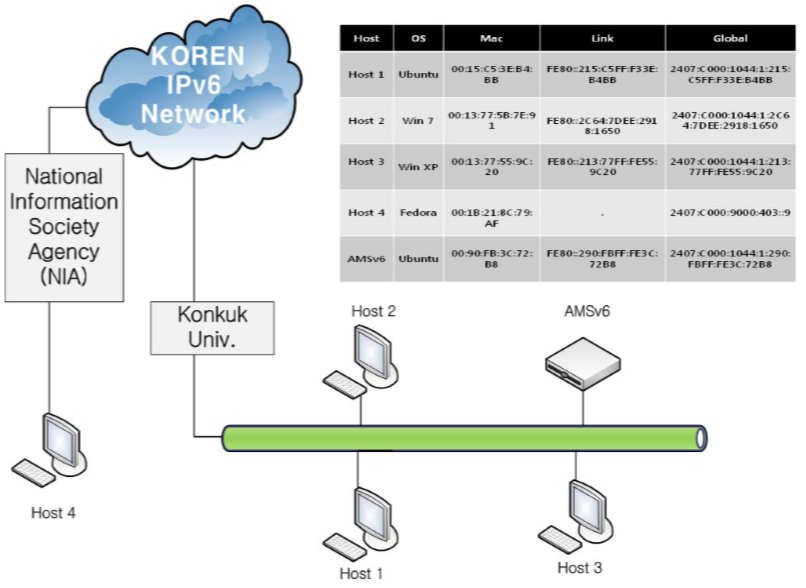 KOREN
IPv6
Network
National
Information
Society
Agency
(NIA)
Konkuk
Univ.
Host OS Mac Link Global
Host 1 Ubuntu 00:15:C5:3E:B4: FE80::215:C5FF:F33E: 2407:C000:1044:1:215:
BB B4BB C5FF:F33E:B4BB
Host 2 Win 7 00:13:77:5B:7E:9 FE80::2C64:7DEE:291 2407:C000:1044:1:2C6
1 8:1650 4:7DEE:2918:1650
Host 3 Win XP 00:13:77:55:9C: FE80::213:77FF:FE55: 2407:C000:1044:1:213:
20 9C20 77FF:FE55:9C20
Host 4 Fedora 00:1B:21:8C:79: . 2407:C000:9000:403::9
AF
AMSv6 Ubuntu 00:90:FB:3C:72: FE80::290:FBFF:FE3C: 2407:C000:1044:1:290:
B8 72B8 FBFF:FE3C:72B8
Host 2
AMSv6
Host 4
Host 1
Host 3